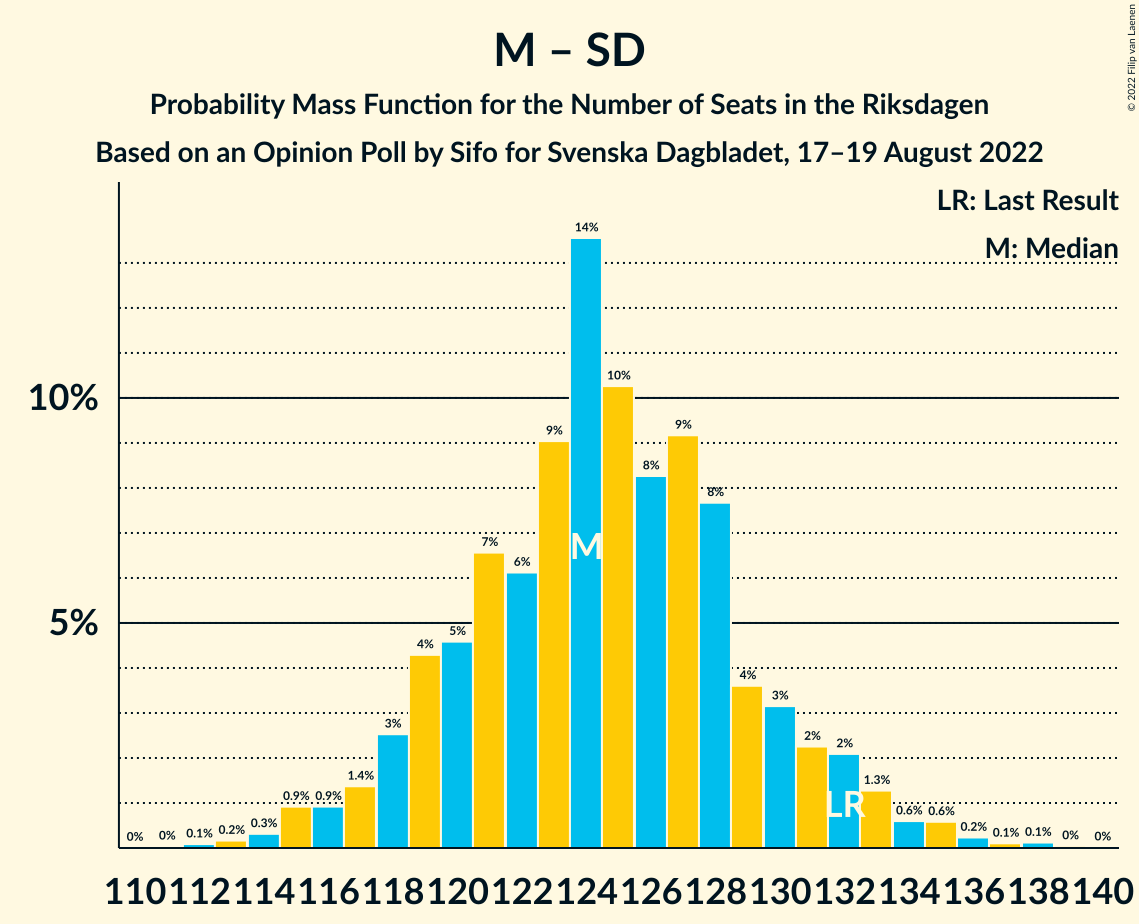 M – SD
Probability Mass Function for the Number of Seats in the Riksdagen
Based on an Opinion Poll by Sifo for Svenska Dagbladet, 17–19 August 2022
© 2022 Filip van Laenen
LR: Last Result
M: Median
10%
5%
0% 0% 0.1% 0.2% 0.3% 0.9% 0.9% 1.4% 3% 4% 5% 7% 6% 9% 14% 10% 8% 9% 8% 4% 3% 2% 2% 1.3% 0.6% 0.6% 0.2% 0.1% 0.1% 0% 0%
M
LR
110 112 114 116 118 120 122 124 126 128 130 132 134 136 138 140